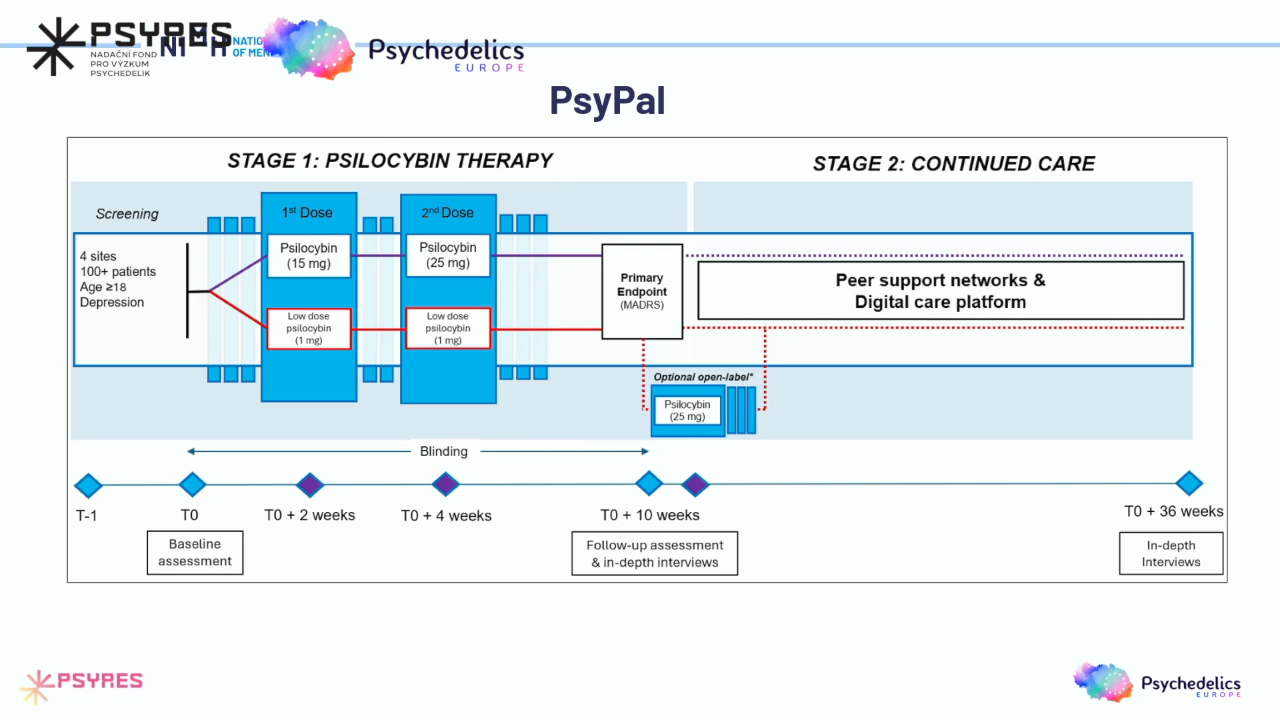 PSYRES
NADAČNÍ FOND
PRO VÝZKUM
PSYCHEDELIK
NATIO
OF MEN
Psychedelics
EUROPE
PsyPal
STAGE 1: PSILOCYBIN THERAPY
STAGE 2: CONTINUED CARE
Screening
4 sites
100+ patients
Age ≥18
Depression
1st Dose
Psilocybin
(15 mg)
Low dose
psilocybin
(1 mg)
2nd Dose
Psilocybin
(25 mg)
Low dose
psilocybin
(1 mg)
Primary
Endpoint
(MADRS)
Peer support networks &
Digital care platform
Optional open-label*
Psilocybin
(25 mg)
Blinding
T-1
T0
T0 + 2 weeks
T0 + 4 weeks
T0 + 10 weeks
T0 + 36 weeks
Baseline
assessment
Follow-up assessment
& in-depth interviews
In-depth
Interviews
PSYRES
Psychedelics
EUROPE